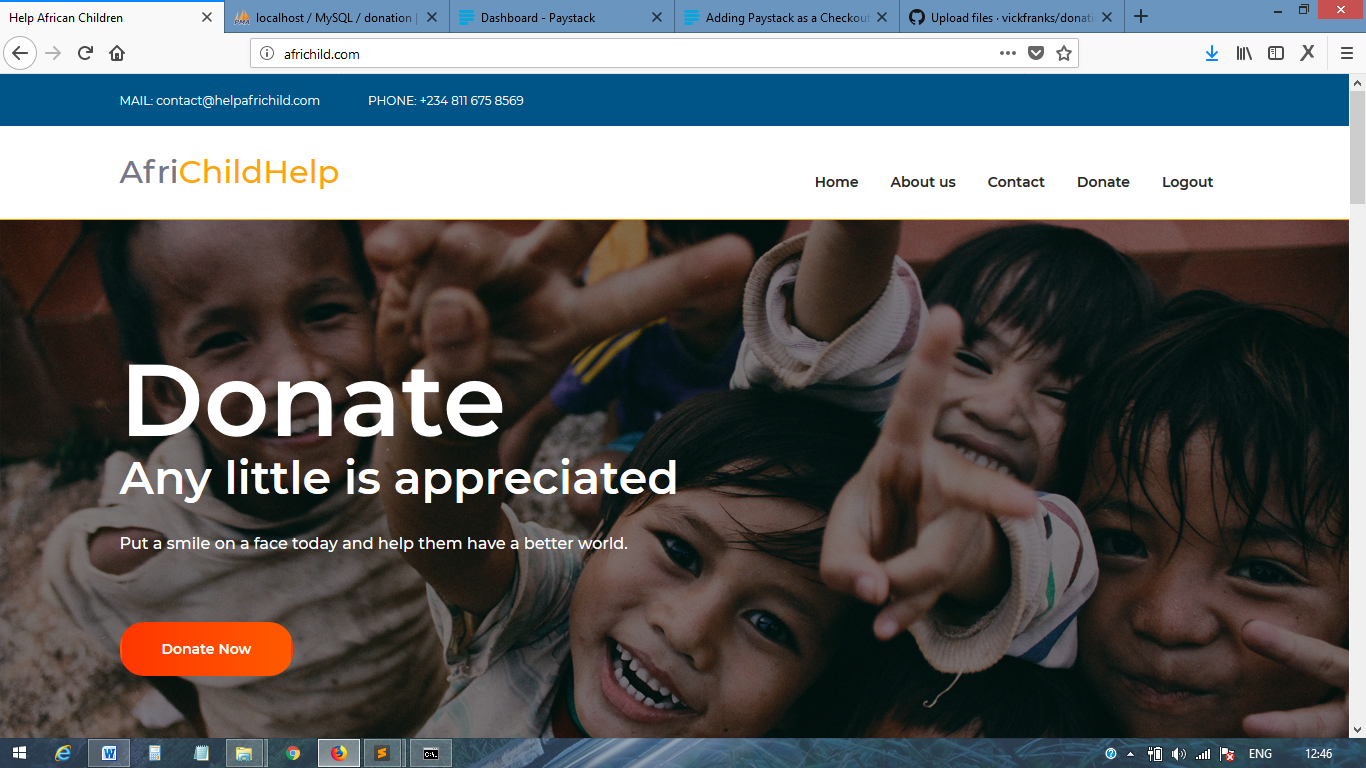 Help African Children
localhost / MySQL / donation |
Dashboard - Paystack
Adding Paystack as a Checkout
Upload files · vickfranks/donati
africhild.com
MAIL: contact@helpafrichild.com
PHONE: +234 811 675 8569
AfriChildHelp
Home
About us
Contact
Donate
Logout
Donate
Any little is appreciated
Put a smile on a face today and help them have a better world.
Donate Now
ENG
12:46